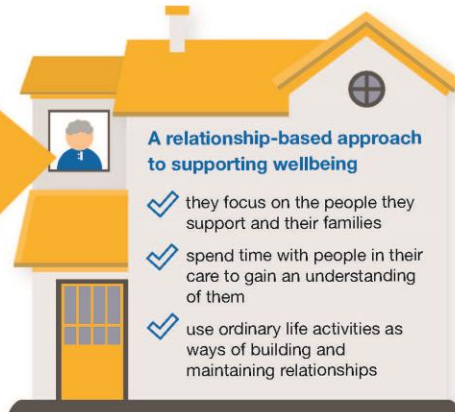 A relationship-based approach
to supporting wellbeing
they focus on the people they
support and their families
spend time with people in their
care to gain an understanding
of them
use ordinary life activities as
ways of building and
maintaining relationships